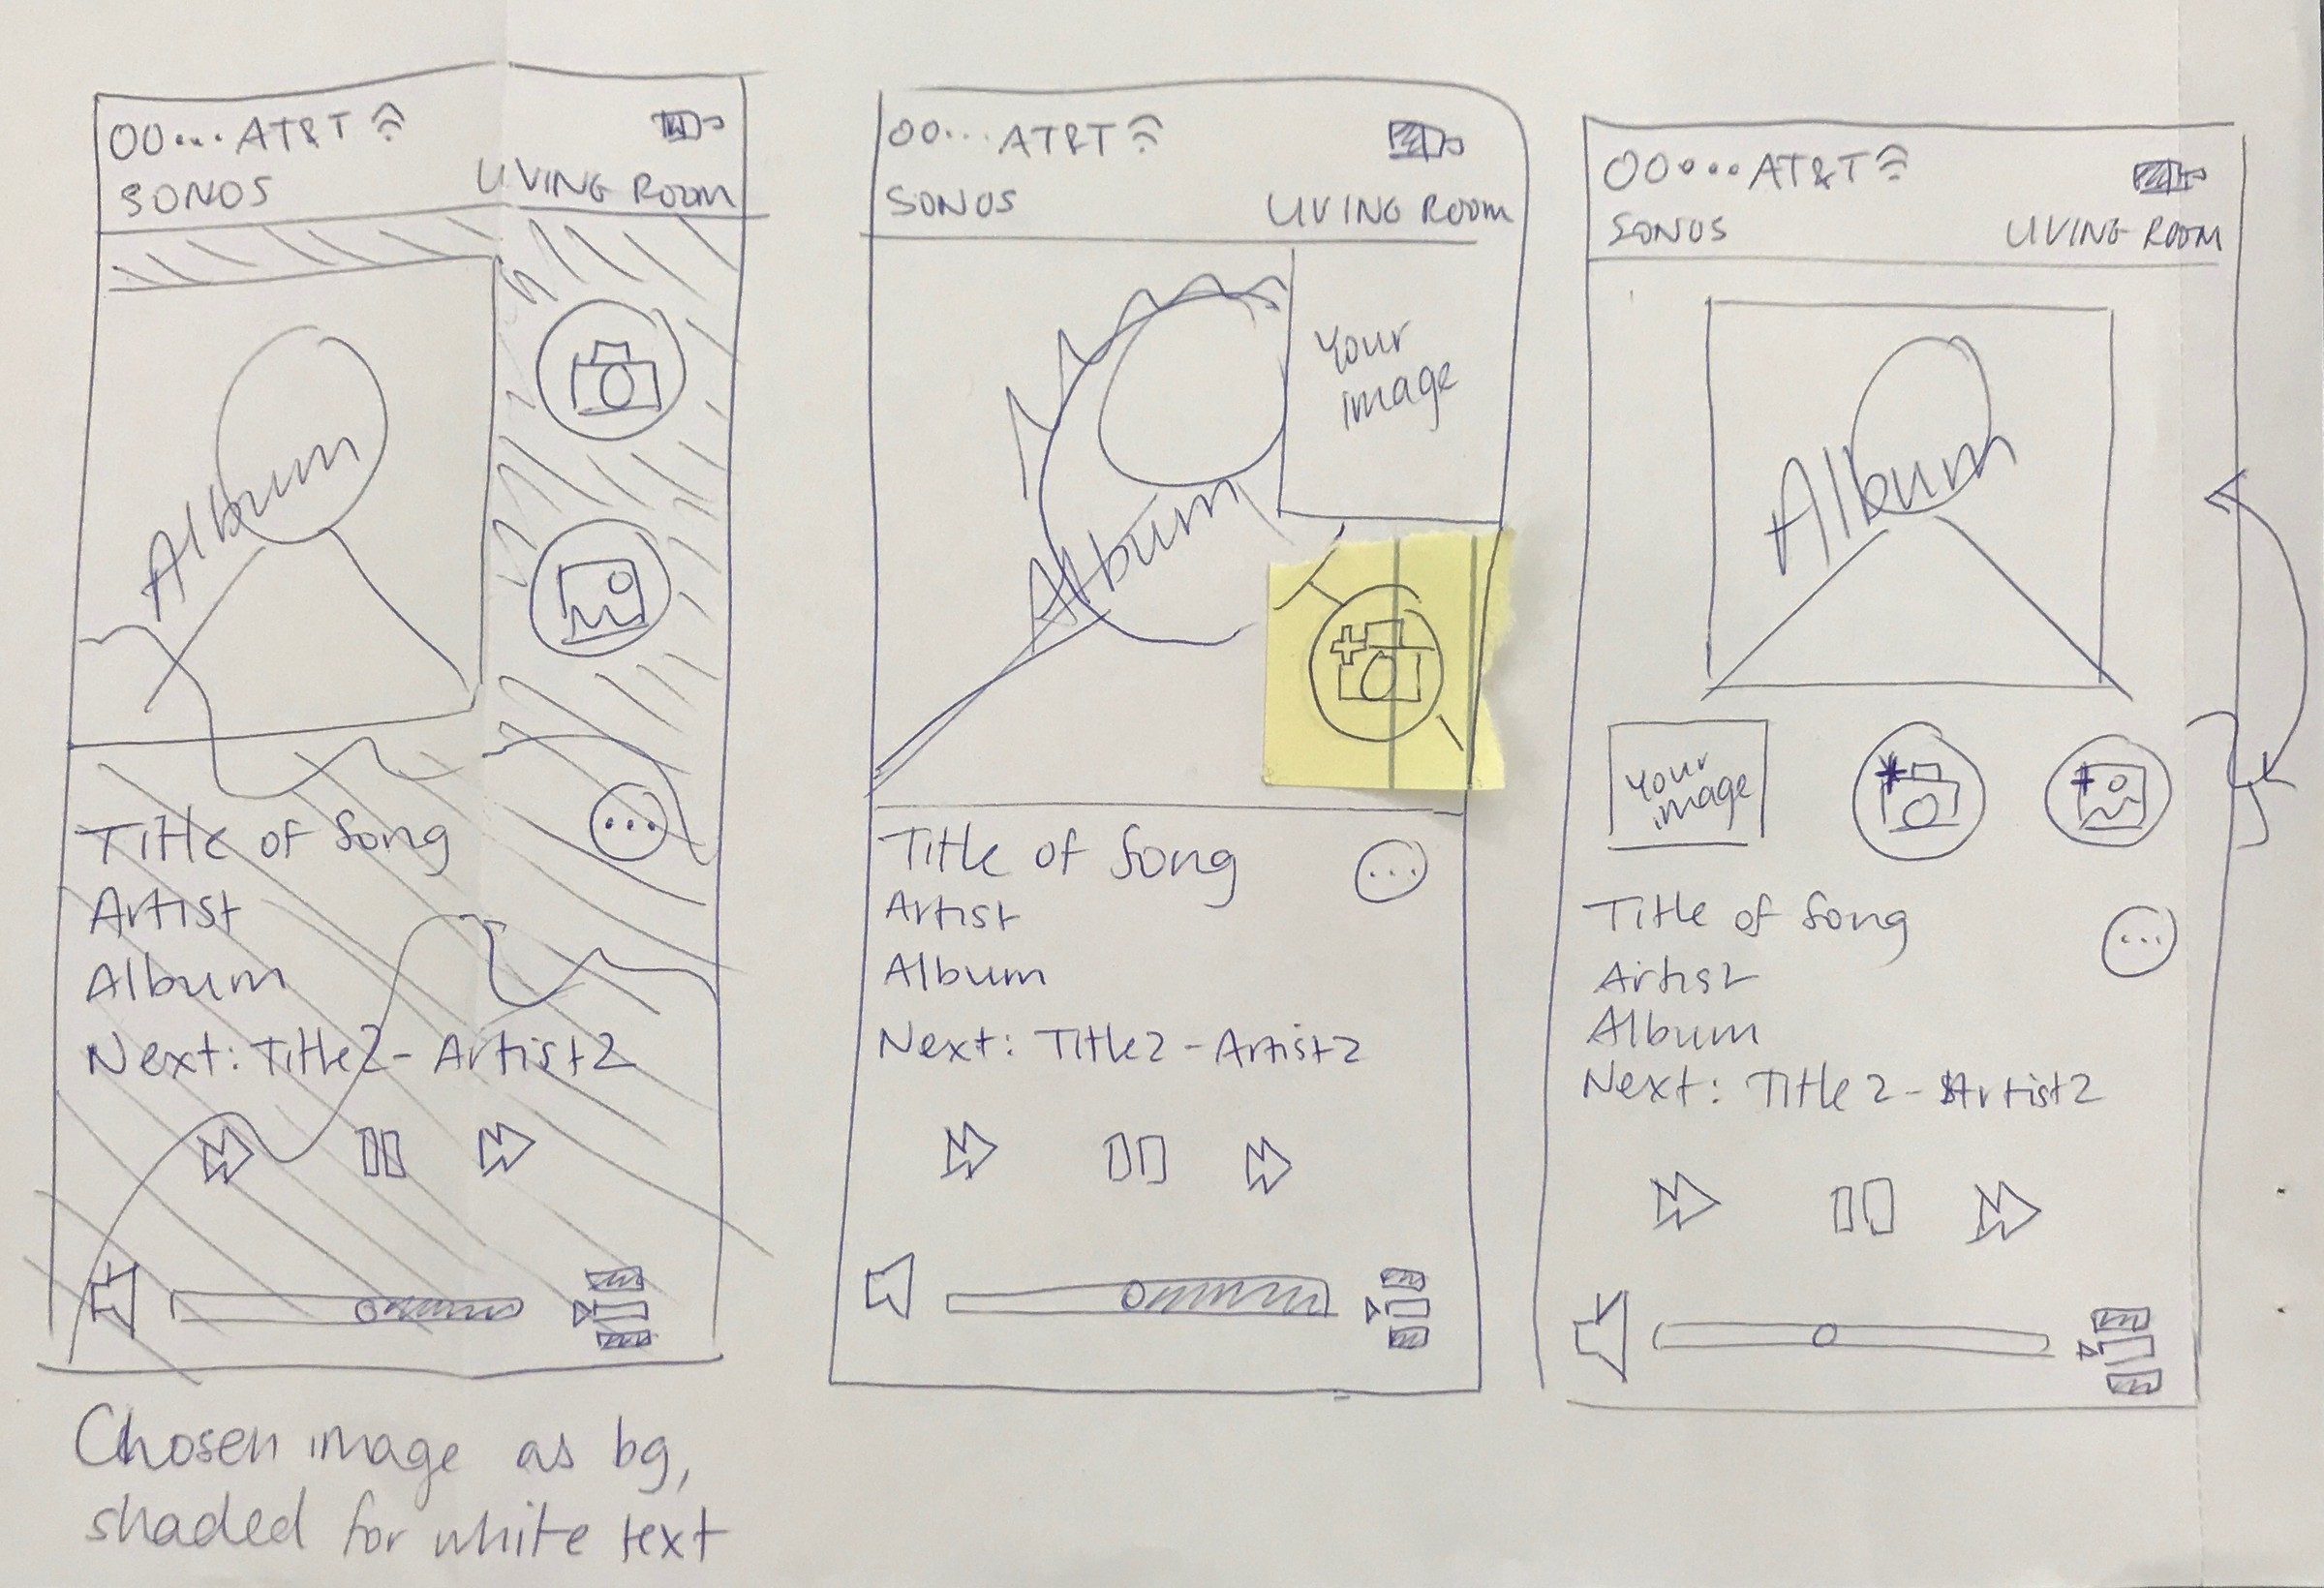 OO... AT&T
SONOS LIVING ROOM
Album
Title of Song
...
Artist
Album
Next: Title2 - Artist2
Chosen image as bg,
shaded for white text
OO... AT&T
SONOS LIVING ROOM
Your
image
Album
Title of Song
...
Artist
Album
Next: Title2 - Artist2
OO... AT&T
SONOS LIVING ROOM
Album
Your
image
Title of Song
...
Artist
Album
Next: Title 2 - Artist2